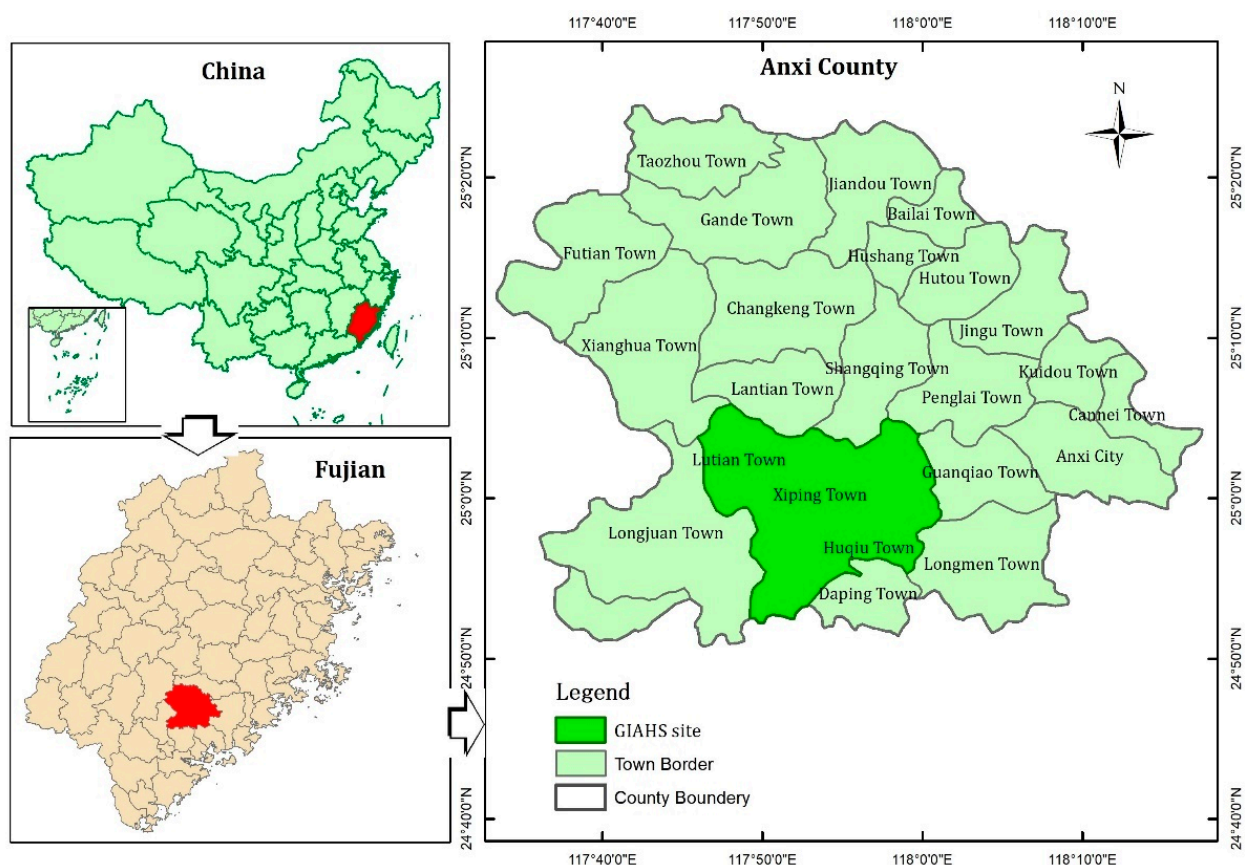 China
Fujian
117°40'0"E
117°50'0"E
118°0'0"E
118°10'0"E
Anxi County
N
25°20'0"N
25°10'0"N
25°0'0"N
24°50'0"N
24°40'0"N
Taozhou Town
Jiandou Town
Gande Town
Bailai Town
Futian Town
Hushang Town
Hutou Town
Changkeng Town
Jingu Town
Xianghua Town
Shangqing Town
Kuidou Town
Lantian Town
Penglai Town
Cannei Town
Lutian Town
Guanqiao Town
Anxi City
Xiping Town
Longjuan Town
Huqiu Town
Longmen Town
Daping Town
Legend
GIAHS site
Town Border
County Boundery
25°20'0"N
25°10'0"N
25°0'0"N
24°50'0"N
24°40'0"N
117°40'0"E
117°50'0"E
118°0'0"E
118°10'0"E